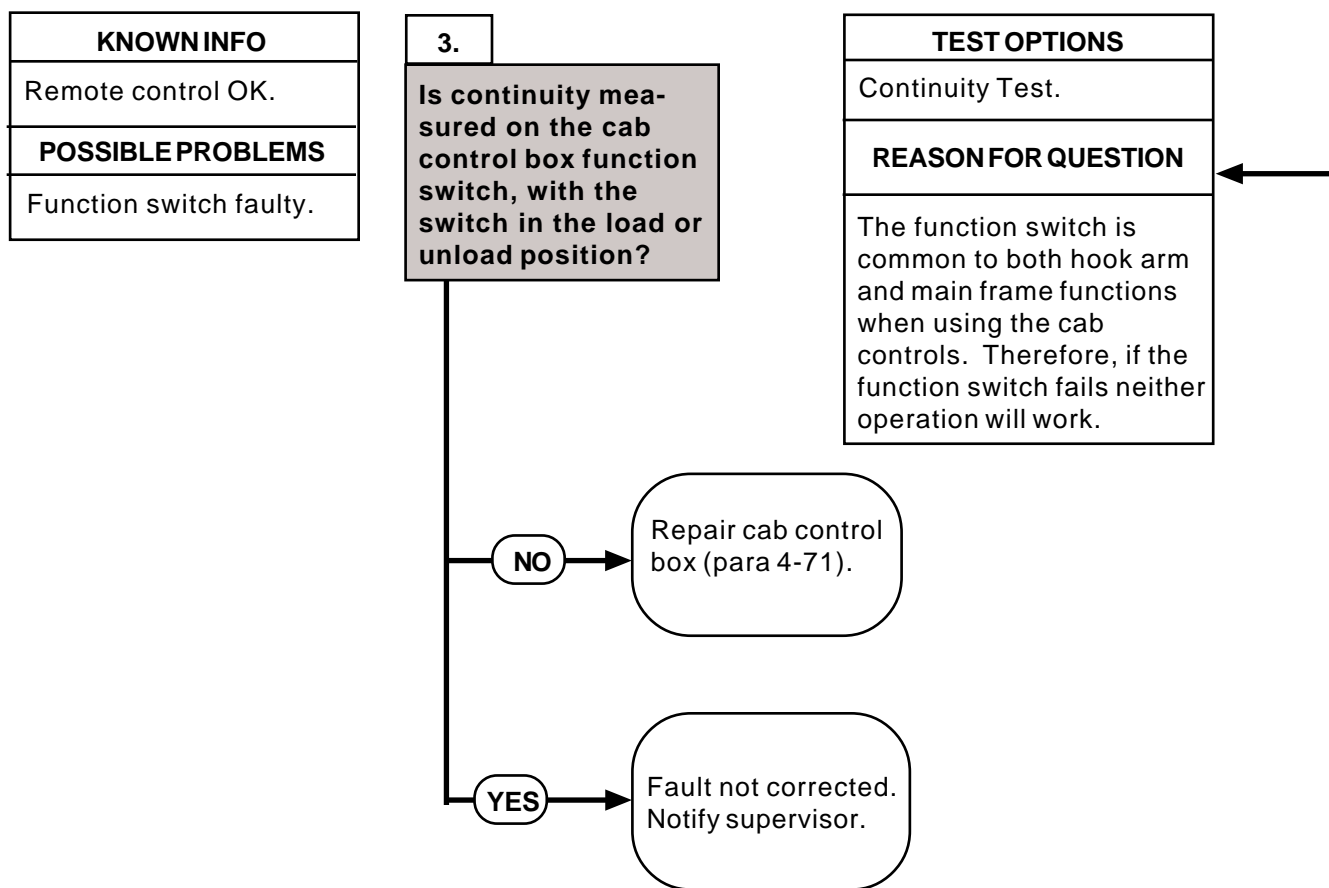 KNOWN INFO
Remote control OK.
POSSIBLE PROBLEMS
Function switch faulty.
3.
Is continuity mea-
sured on the cab
control box function
switch, with the
switch in the load or
unload position?
TEST OPTIONS
Continuity Test.
REASON FOR QUESTION
The function switch is
common to both hook arm
and main frame functions
when using the cab
controls. Therefore, if the
function switch fails neither
operation will work.
NO
Repair cab control
box (para 4-71).
YES
Fault not corrected.
Notify supervisor.